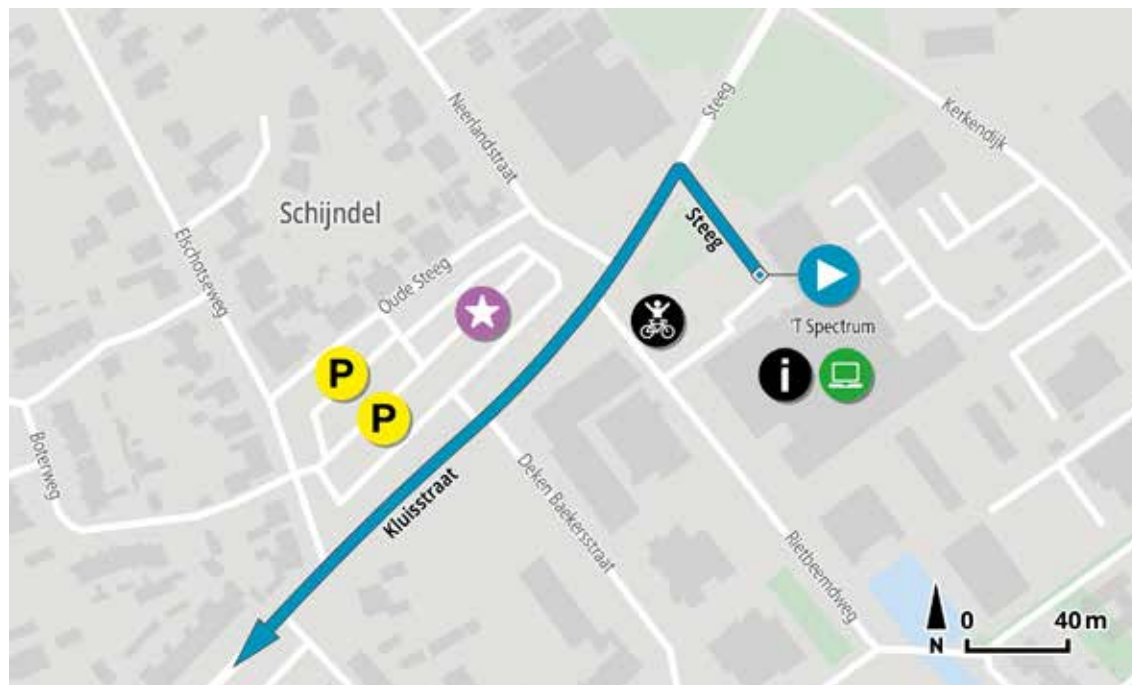 Steeg
Kerkendijk
Neerlandstraat
Schijndel
Steeg
Elschotseweg
Oude Steeg
'T Spectrum
P
P
i
Boterweg
Kluisstraat
Deken Baekersstraat
Rietbeemdweg
N
0 40 m